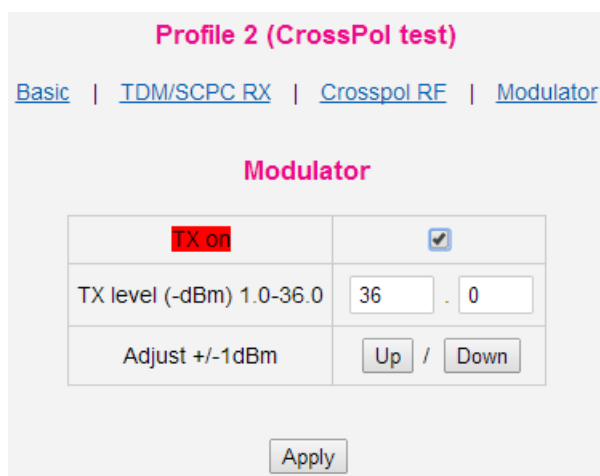 Profile 2 (CrossPol test)
Basic | TDM/SCPC RX | Crosspol RF | Modulator
Modulator
TX on
TX level (-dBm) 1.0-36.0 36 . 0
Adjust +/-1dBm Up / Down
Apply